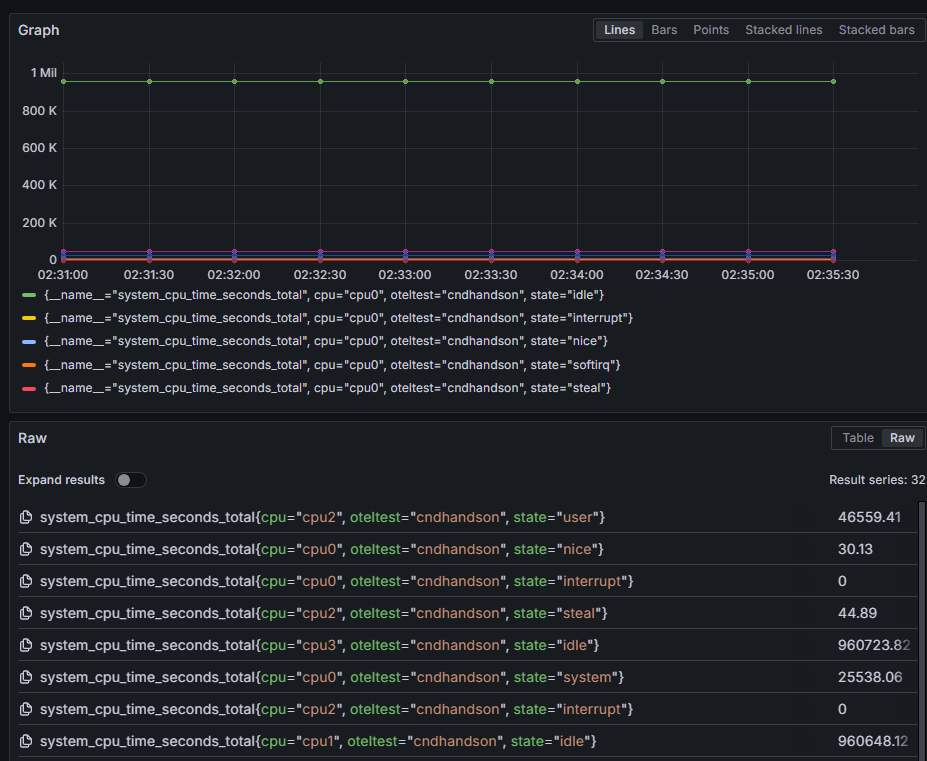 Graph
Lines Bars Points Stacked lines Stacked bars
1 Mil
800 K
600 K
400 K
200 K
0
02:31:00 02:31:30 02:32:00 02:32:30 02:33:00 02:33:30 02:34:00 02:34:30 02:35:00 02:35:30
{__name__="system_cpu_time_seconds_total", cpu="cpu0", oteltest="cndhandson", state="idle"}
{__name__="system_cpu_time_seconds_total", cpu="cpu0", oteltest="cndhandson", state="interrupt"}
{__name__="system_cpu_time_seconds_total", cpu="cpu0", oteltest="cndhandson", state="nice"}
{__name__="system_cpu_time_seconds_total", cpu="cpu0", oteltest="cndhandson", state="softirq"}
{__name__="system_cpu_time_seconds_total", cpu="cpu0", oteltest="cndhandson", state="steal"}
Raw
Table Raw
Expand results
Result series: 32
system_cpu_time_seconds_total{cpu="cpu2", oteltest="cndhandson", state="user"} 46559.41
system_cpu_time_seconds_total{cpu="cpu0", oteltest="cndhandson", state="nice"} 30.13
system_cpu_time_seconds_total{cpu="cpu0", oteltest="cndhandson", state="interrupt"} 0
system_cpu_time_seconds_total{cpu="cpu2", oteltest="cndhandson", state="steal"} 44.89
system_cpu_time_seconds_total{cpu="cpu3", oteltest="cndhandson", state="idle"} 960723.82
system_cpu_time_seconds_total{cpu="cpu0", oteltest="cndhandson", state="system"} 25538.06
system_cpu_time_seconds_total{cpu="cpu2", oteltest="cndhandson", state="interrupt"} 0
system_cpu_time_seconds_total{cpu="cpu1", oteltest="cndhandson", state="idle"} 960648.12